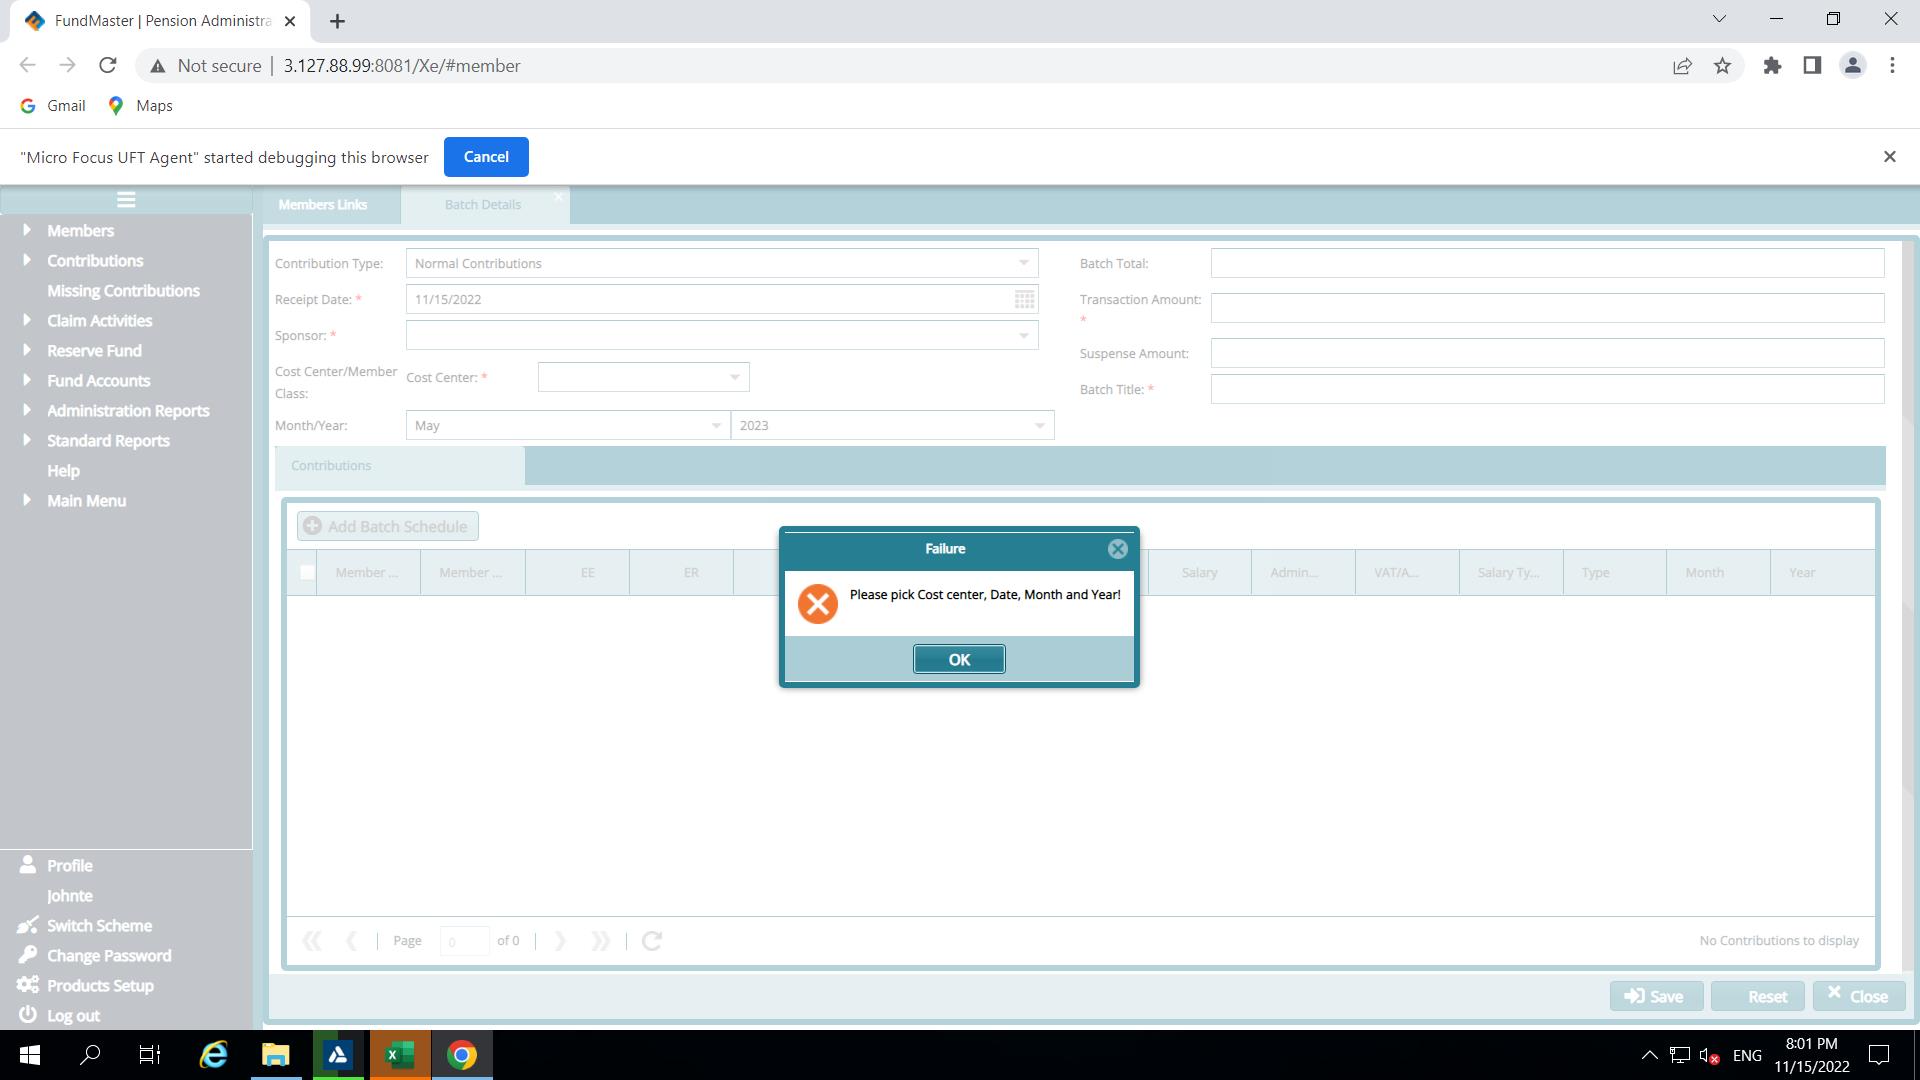 FundMaster | Pension Administra
Not secure
3.127.88.99:8081/Xe/#member
Gmail
Maps
"Micro Focus UFT Agent" started debugging this browser
Cancel
Members Links
Batch Details
Members
Contributions
Missing Contributions
Claim Activities
Reserve Fund
Fund Accounts
Administration Reports
Standard Reports
Help
Main Menu
Contribution Type:
Normal Contributions
Receipt Date: *
11/15/2022
Sponsor: *
Cost Center/Member
Class:
Cost Center: *
Month/Year:
May
2023
Batch Total:
Transaction Amount:
*
Suspense Amount:
Batch Title: *
Contributions
Add Batch Schedule
Member ...
Member ...
EE
ER
Salary
Admin...
VAT/A...
Salary Ty...
Type
Month
Year
Failure
Please pick Cost center, Date, Month and Year!
OK
Page
0
of 0
No Contributions to display
Save
Reset
Close
Profile
Johnte
Switch Scheme
Change Password
Products Setup
Log out
ENG
8:01 PM
11/15/2022